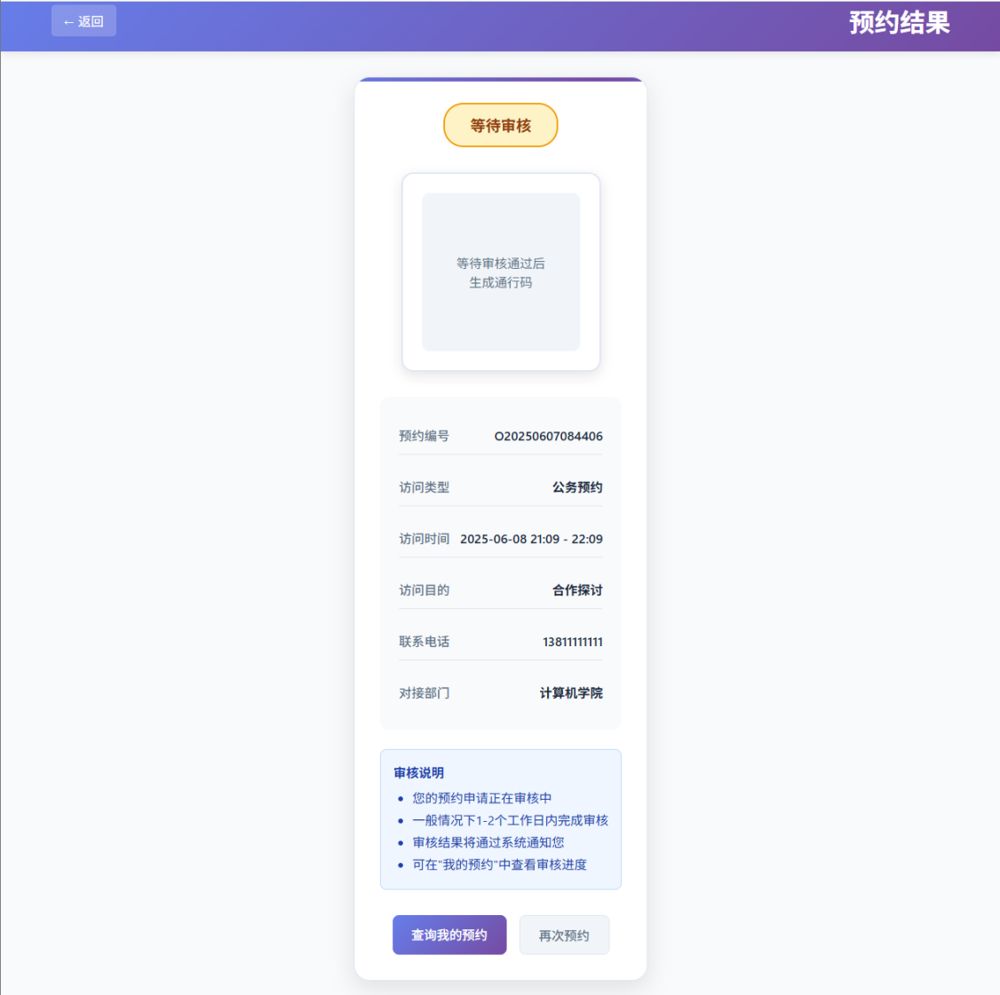 ← 返回
预约结果
等待审核
等待审核通过后
生成通行码
预约编号 O20250607084406
访问类型 公务预约
访问时间 2025-06-08 21:09 - 22:09
访问目的 合作探讨
联系电话 13811111111
对接部门 计算机学院
审核说明
• 您的预约申请正在审核中
• 一般情况下1-2个工作日内完成审核
• 审核结果将通过系统通知您
• 可在"我的预约"中查看审核进度
查询我的预约 再次预约